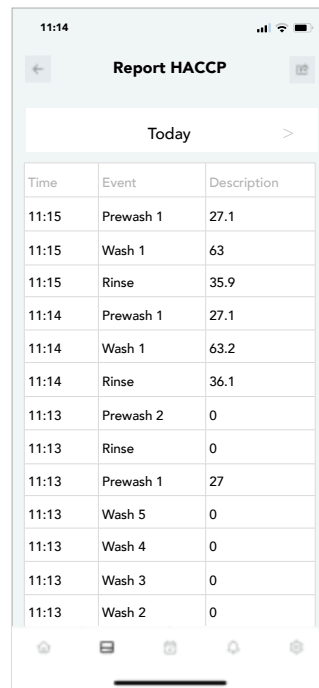 11:14
Report HACCP
Today >
Time Event Description
11:15 Prewash 1 27.1
11:15 Wash 1 63
11:15 Rinse 35.9
11:14 Prewash 1 27.1
11:14 Wash 1 63.2
11:14 Rinse 36.1
11:13 Prewash 2 0
11:13 Rinse 0
11:13 Prewash 1 27
11:13 Wash 5 0
11:13 Wash 4 0
11:13 Wash 3 0
11:13 Wash 2 0